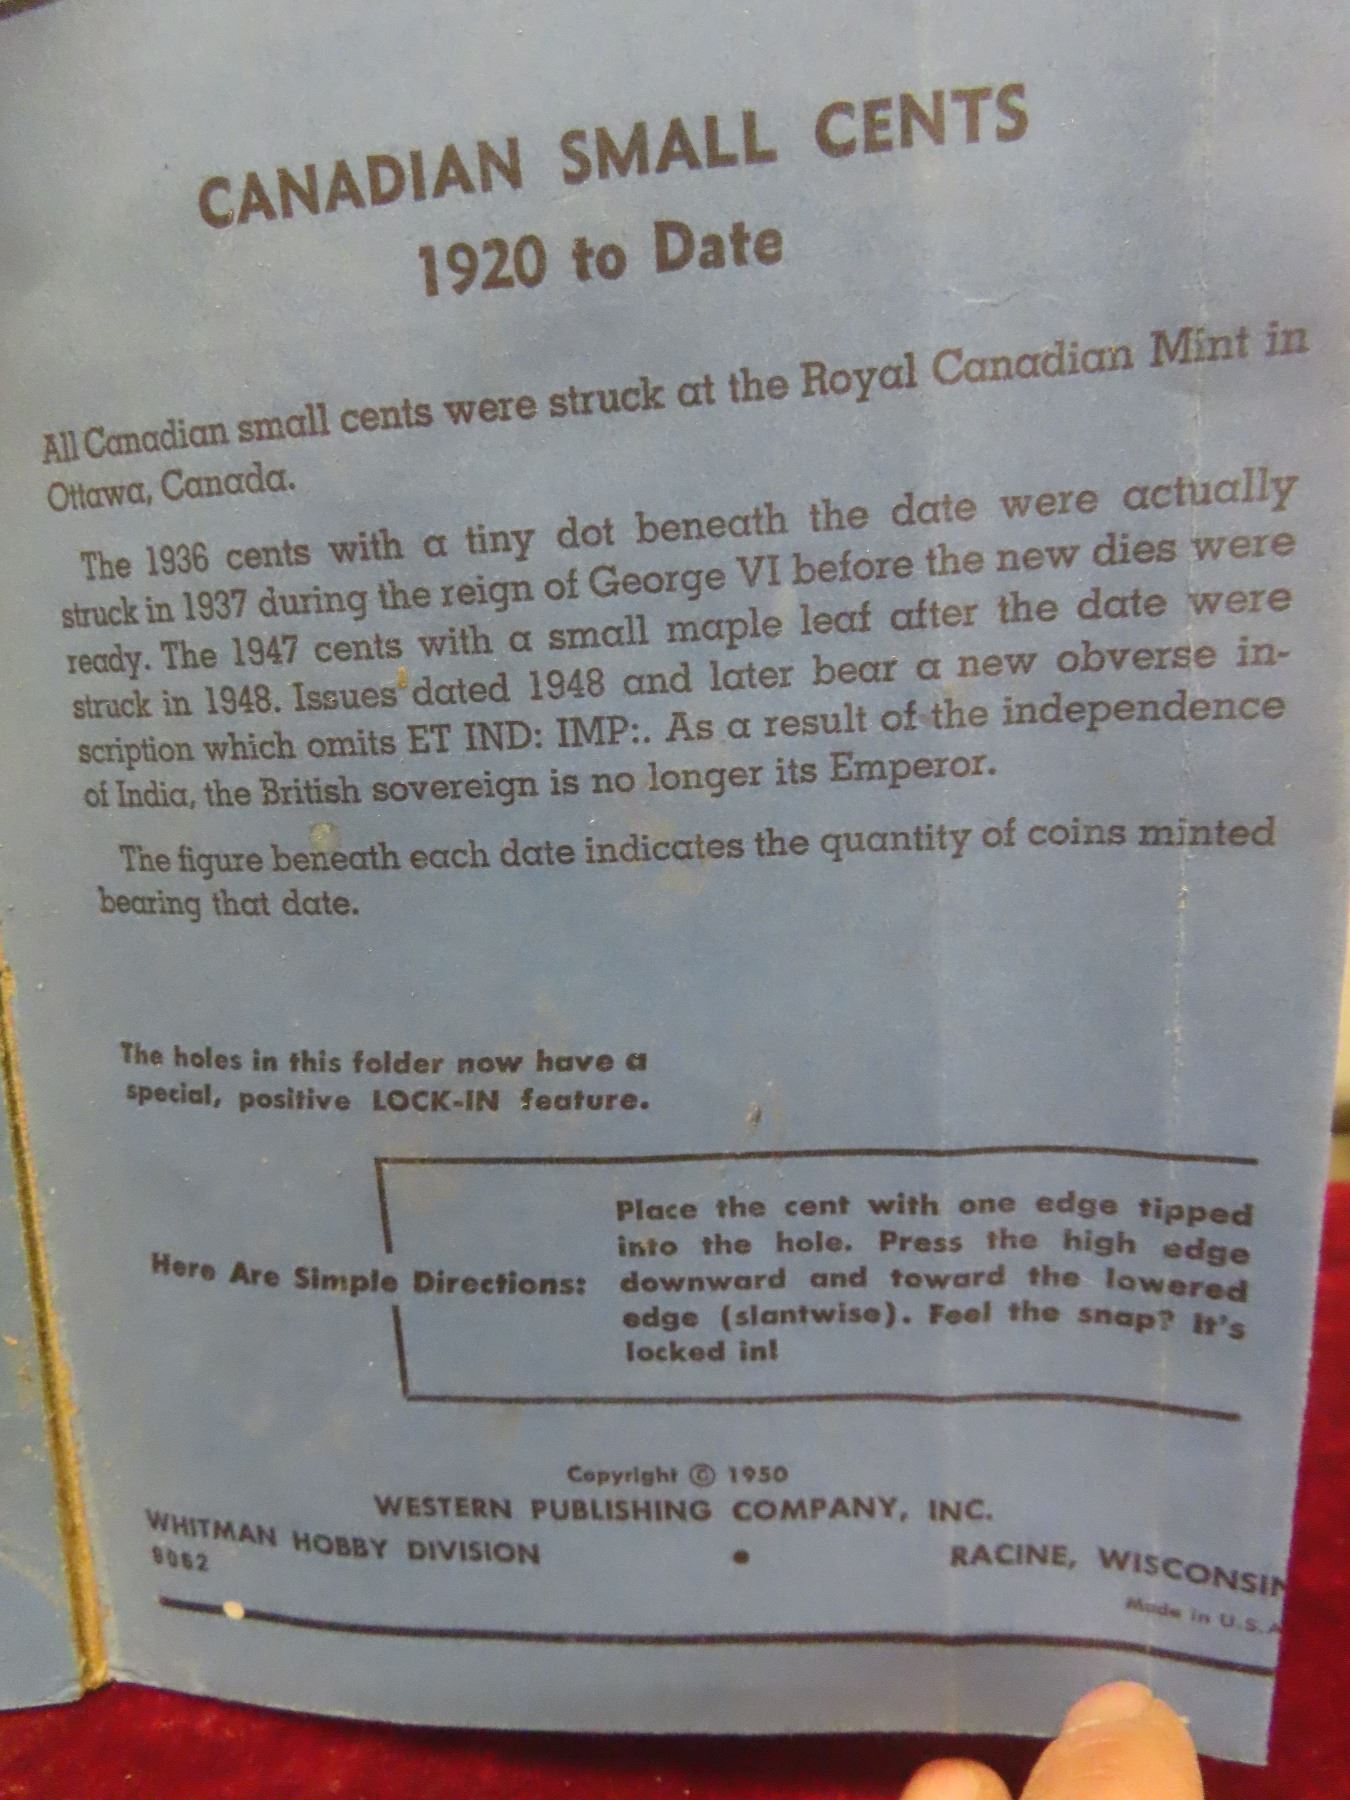 CANADIAN SMALL CENTS
1920 to Date
All Canadian small cents were struck at the Royal Canadian Mint in
Ottawa, Canada.
The 1936 cents with a tiny dot beneath the date were actually
struck in 1937 during the reign of George VI before the new dies were
ready. The 1947 cents with a small maple leaf after the date were
struck in 1948. Issues dated 1948 and later bear a new obverse in-
scription which omits ET IND: IMP:. As a result of the independence
of India, the British sovereign is no longer its Emperor.
The figure beneath each date indicates the quantity of coins minted
bearing that date.
The holes in this folder now have a
special, positive LOCK-IN feature.
Here Are Simple Directions:
Place the cent with one edge tipped
into the hole. Press the high edge
downward and toward the lowered
edge (slantwise). Feel the snap? It's
locked in!
Copyright © 1950
WESTERN PUBLISHING COMPANY, INC.
WHITMAN HOBBY DIVISION • RACINE, WISCONSIN
9062
Made in U.S.A